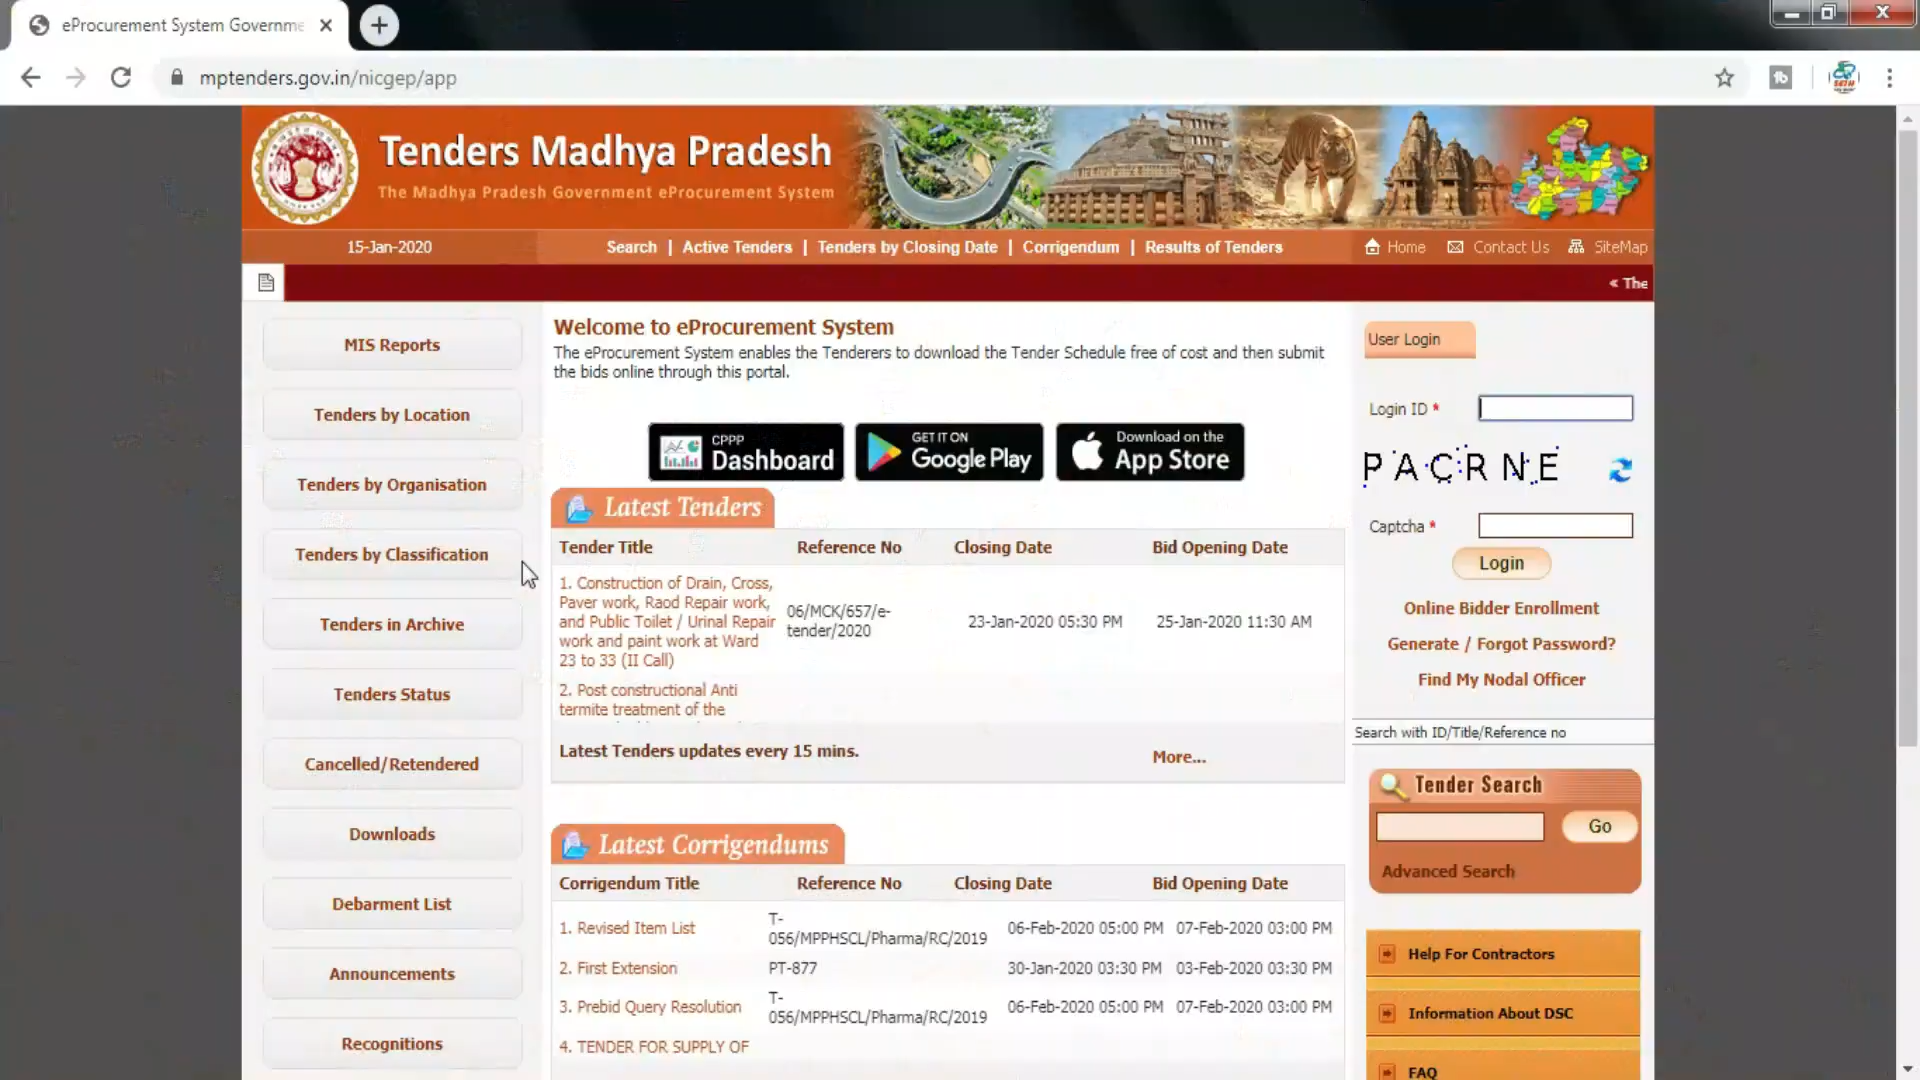 eProcurement System Governme
mptenders.gov.in/nicgep/app
Tenders Madhya Pradesh
The Madhya Pradesh Government eProcurement System
15-Jan-2020
Search | Active Tenders | Tenders by Closing Date | Corrigendum | Results of Tenders
Home Contact Us SiteMap
« The
MIS Reports
Tenders by Location
Tenders by Organisation
Tenders by Classification
Tenders in Archive
Tenders Status
Cancelled/Retendered
Downloads
Debarment List
Announcements
Recognitions
Welcome to eProcurement System
The eProcurement System enables the Tenderers to download the Tender Schedule free of cost and then submit
the bids online through this portal.
CPPP
Dashboard
GET IT ON
Google Play
Download on the
App Store
Latest Tenders
Tender Title Reference No Closing Date Bid Opening Date
1. Construction of Drain, Cross,
Paver work, Raod Repair work,
and Public Toilet / Urinal Repair
work and paint work at Ward
23 to 33 (II Call)
06/MCK/657/e-
tender/2020
23-Jan-2020 05:30 PM 25-Jan-2020 11:30 AM
2. Post constructional Anti
termite treatment of the
Latest Tenders updates every 15 mins.
More...
Latest Corrigendums
Corrigendum Title Reference No Closing Date Bid Opening Date
1. Revised Item List
T-
056/MPPHSCL/Pharma/RC/2019
06-Feb-2020 05:00 PM 07-Feb-2020 03:00 PM
2. First Extension PT-877 30-Jan-2020 03:30 PM 03-Feb-2020 03:30 PM
3. Prebid Query Resolution
T-
056/MPPHSCL/Pharma/RC/2019
06-Feb-2020 05:00 PM 07-Feb-2020 03:00 PM
4. TENDER FOR SUPPLY OF
User Login
Login ID *
PACRNE
Captcha *
Login
Online Bidder Enrollment
Generate / Forgot Password?
Find My Nodal Officer
Search with ID/Title/Reference no
Tender Search
Go
Advanced Search
Help For Contractors
Information About DSC
FAQ